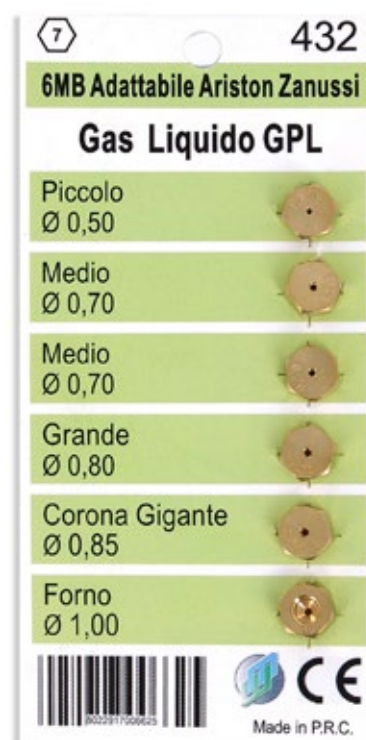 7
432
6MB Adattabile Ariston Zanussi
Gas Liquido GPL
Piccolo
Ø 0,50
Medio
Ø 0,70
Medio
Ø 0,70
Grande
Ø 0,80
Corona Gigante
Ø 0,85
Forno
Ø 1,00
8022917006625
CE
Made in P.R.C.